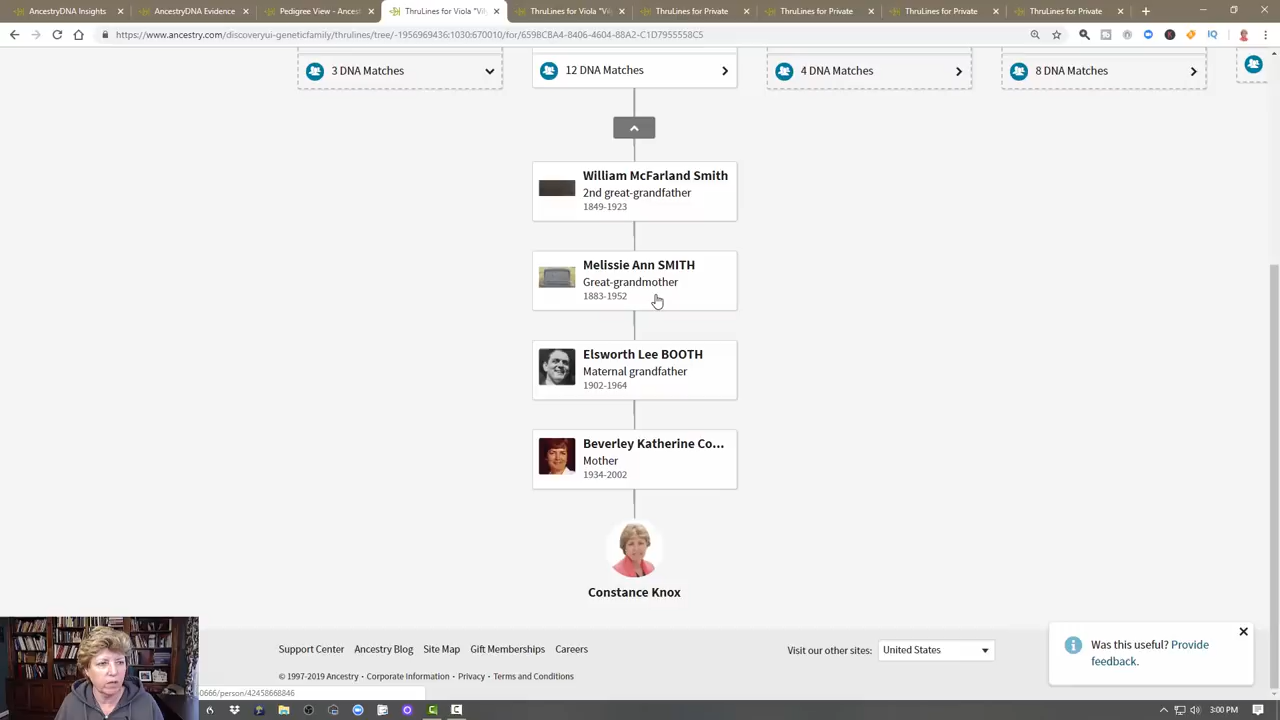 AncestryDNA Insights
AncestryDNA Evidence
Pedigree View - Ancest
ThruLines for Viola "Vil
ThruLines for Viola "Vil
ThruLines for Private
ThruLines for Private
ThruLines for Private
ThruLines for Private
https://www.ancestry.com/discoveryui-geneticfamily/thrulines/tree/-1956969436:1030:670010/for/659BC8A4-8406-4604-88A2-C1D7955558C5
3 DNA Matches
12 DNA Matches
4 DNA Matches
8 DNA Matches
William McFarland Smith
2nd great-grandfather
1849-1923
Melissie Ann SMITH
Great-grandmother
1883-1952
Elsworth Lee BOOTH
Maternal grandfather
1902-1964
Beverley Katherine Co...
Mother
1934-2002
Constance Knox
Was this useful? Provide
feedback.
Support Center Ancestry Blog Site Map Gift Memberships Careers
Visit our other sites: United States
© 1997-2019 Ancestry · Corporate Information · Privacy · Terms and Conditions
0666/person/42458668846
3:00 PM